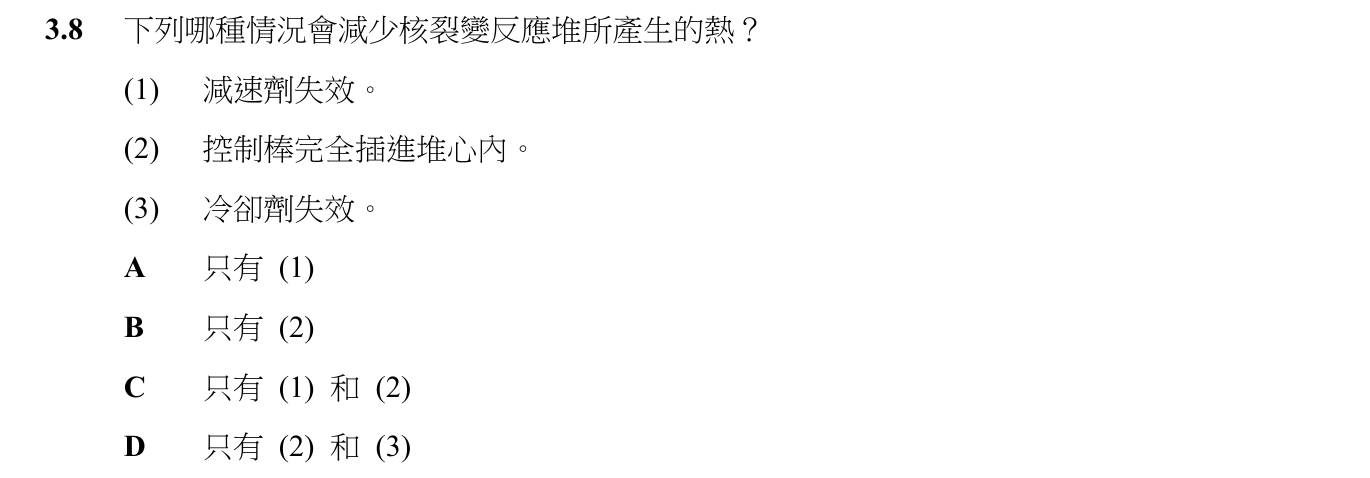 3.8 下列哪種情況會減少核裂變反應堆所產生的熱？
(1) 減速劑失效。
(2) 控制棒完全插進堆心內。
(3) 冷卻劑失效。
A 只有 (1)
B 只有 (2)
C 只有 (1) 和 (2)
D 只有 (2) 和 (3)